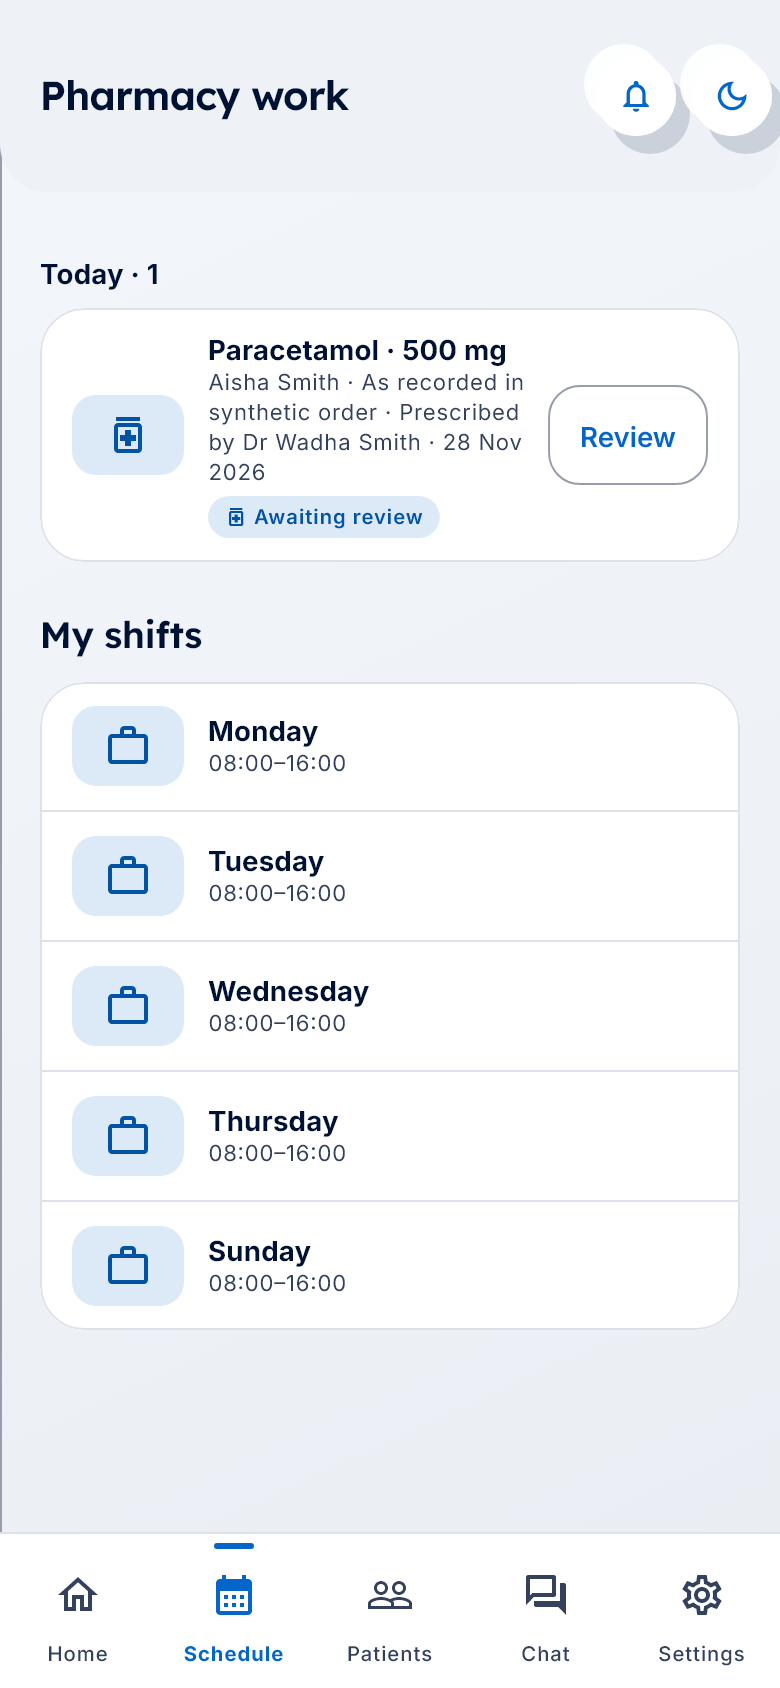 Pharmacy work
Today · 1
Paracetamol · 500 mg
Aisha Smith · As recorded in
synthetic order · Prescribed
by Dr Wadha Smith · 28 Nov
2026
Review
Awaiting review
My shifts
Monday
08:00–16:00
Tuesday
08:00–16:00
Wednesday
08:00–16:00
Thursday
08:00–16:00
Sunday
08:00–16:00
Home
Schedule
Patients
Chat
Settings